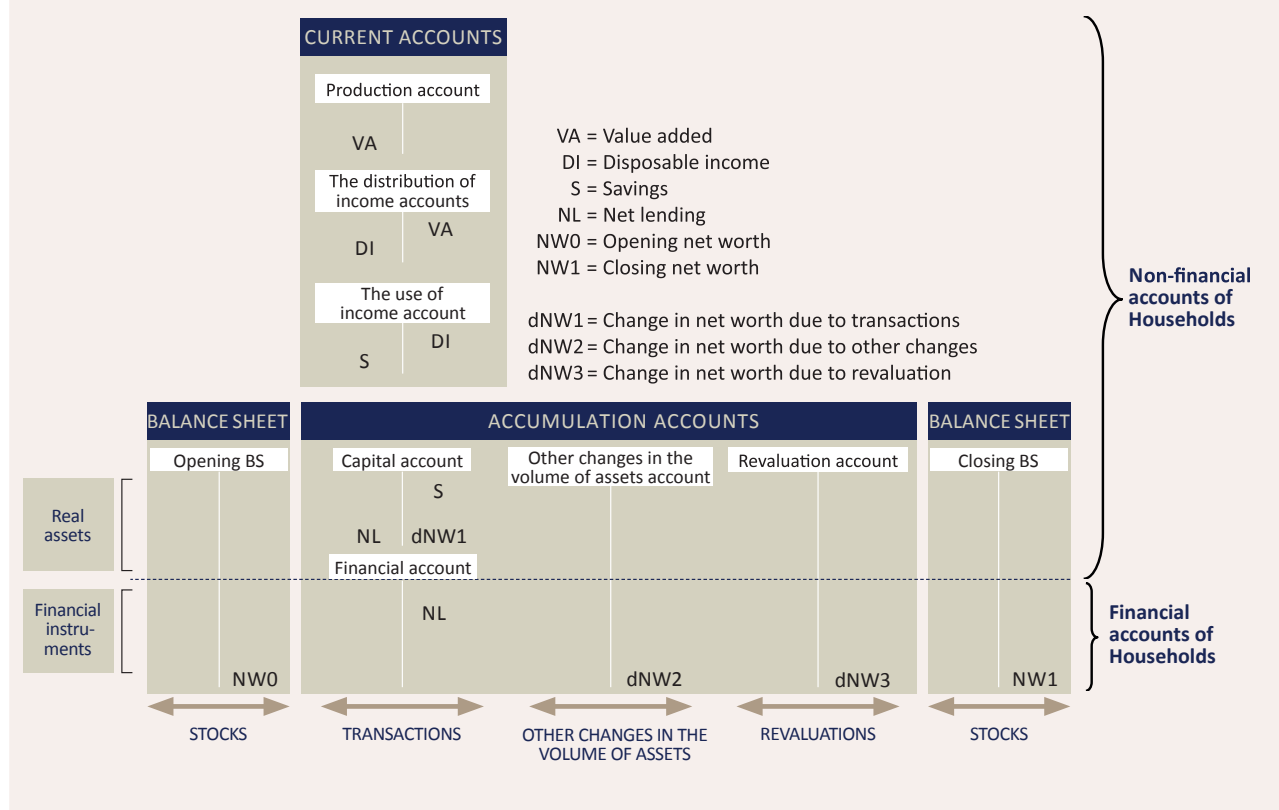 CURRENT ACCOUNTS
Production account
VA
The distribution of
income accounts
VA
DI
The use of
income account
DI
S
VA = Value added
DI = Disposable income
S = Savings
NL = Net lending
NW0 = Opening net worth
NW1 = Closing net worth
dNW1 = Change in net worth due to transactions
dNW2 = Change in net worth due to other changes
dNW3 = Change in net worth due to revaluation
Non-financial
accounts of
Households
BALANCE SHEET
ACCUMULATION ACCOUNTS
BALANCE SHEET
Opening BS
Capital account
Other changes in the
volume of assets account
Revaluation account
Closing BS
Real
assets
S
NL
dNW1
Financial account
Financial
instru-
ments
NL
NW0
dNW2
dNW3
NW1
Financial
accounts of
Households
STOCKS
TRANSACTIONS
OTHER CHANGES IN THE
VOLUME OF ASSETS
REVALUATIONS
STOCKS